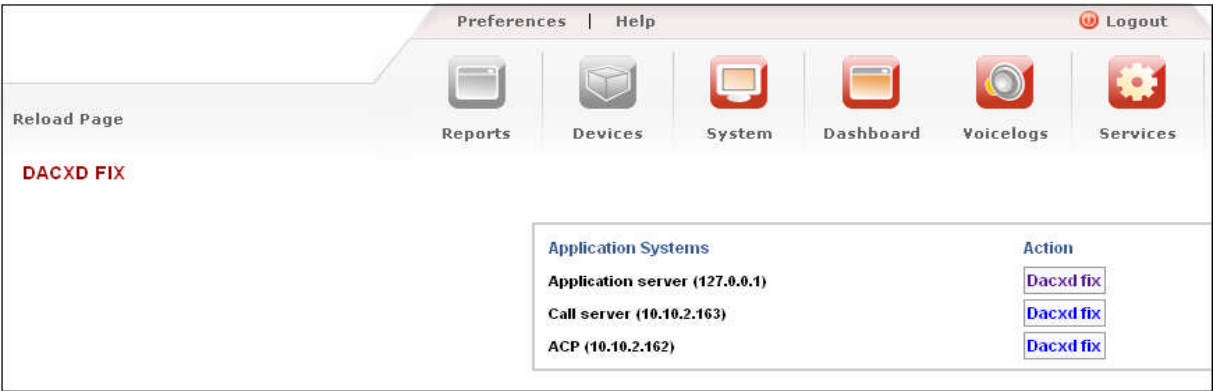 Preferences | Help Logout
Reload Page
Reports Devices System Dashboard Voicelogs Services
DACXD FIX
Application Systems Action
Application server (127.0.0.1) Dacxd fix
Call server (10.10.2.163) Dacxd fix
ACP (10.10.2.162) Dacxd fix